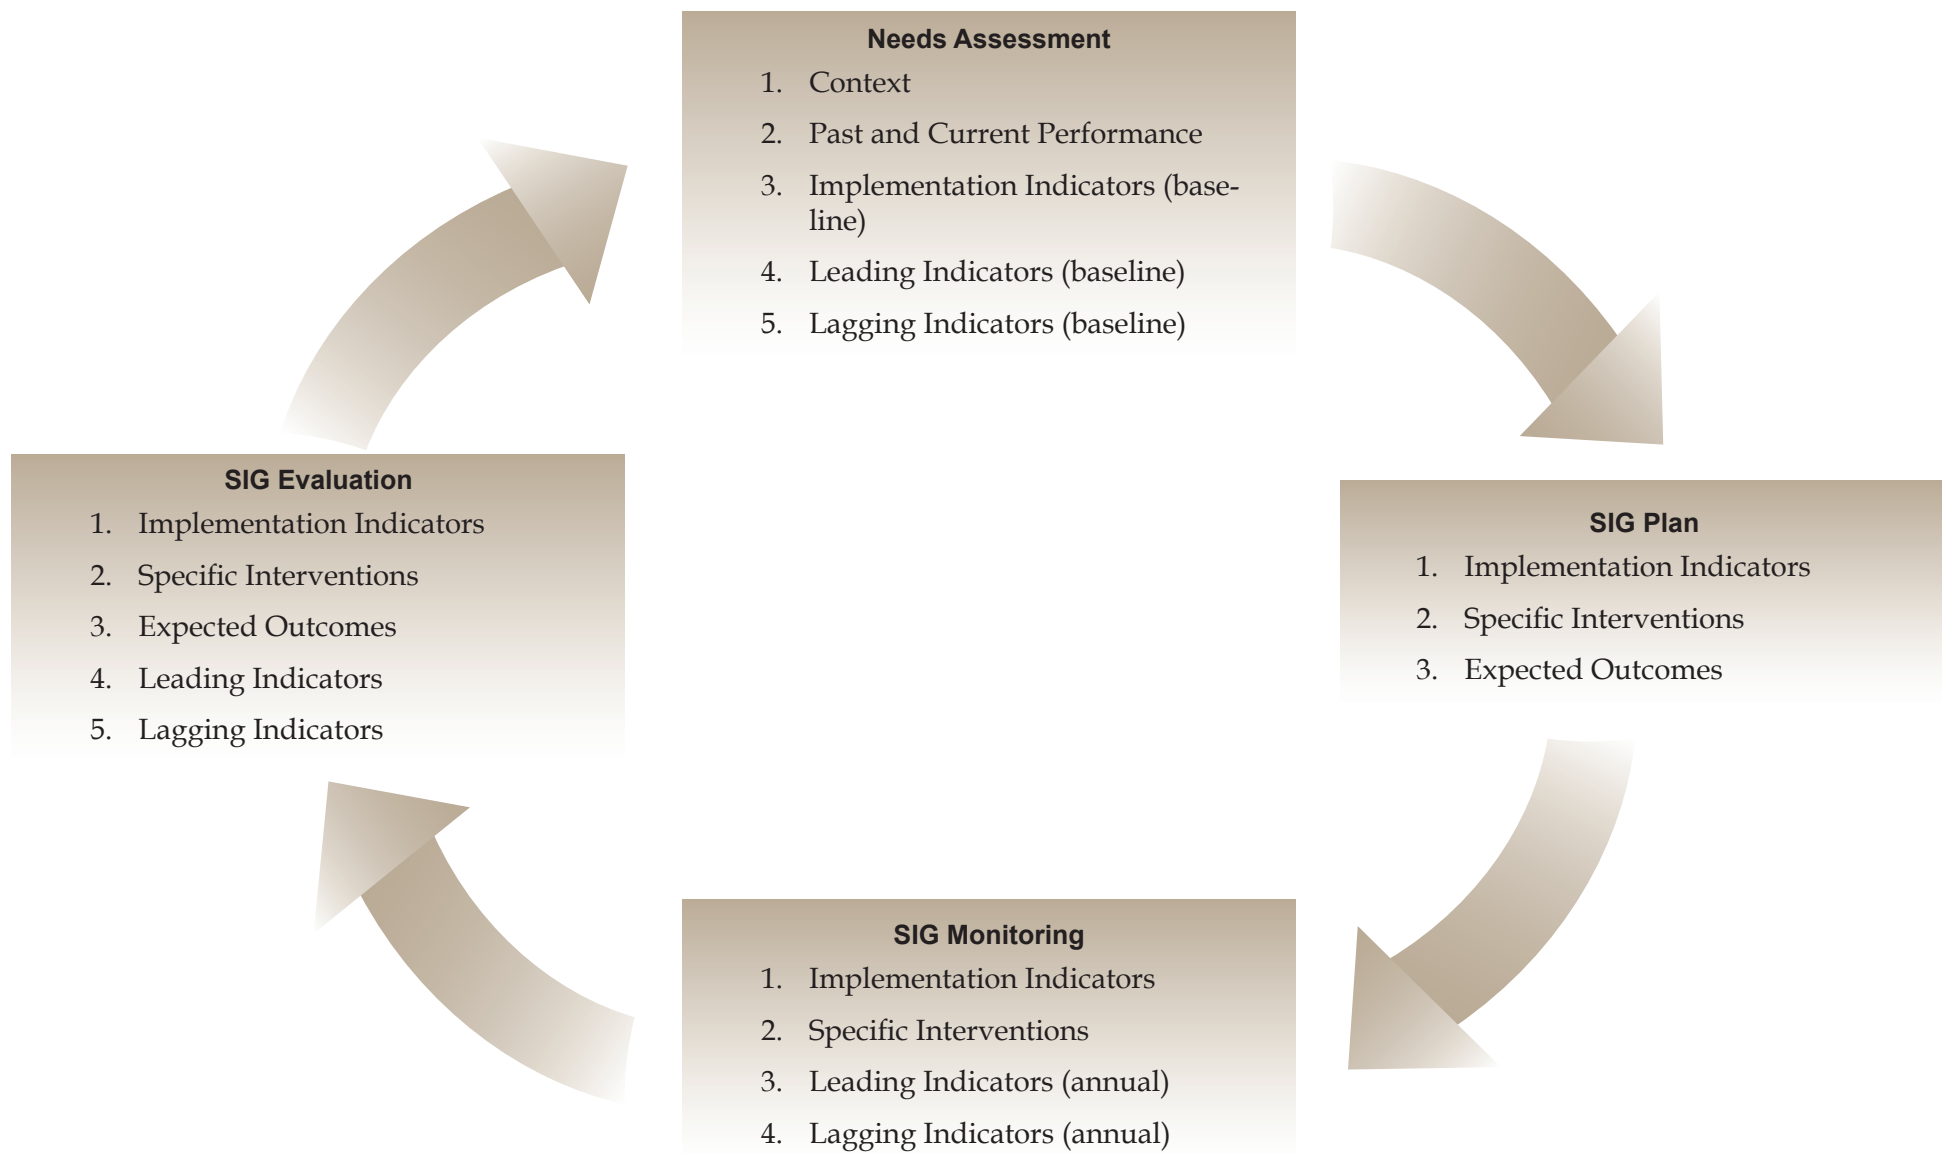 Needs Assessment
1. Context
2. Past and Current Performance
3. Implementation Indicators (base-
line)
4. Leading Indicators (baseline)
5. Lagging Indicators (baseline)
SIG Plan
1. Implementation Indicators
2. Specific Interventions
3. Expected Outcomes
SIG Monitoring
1. Implementation Indicators
2. Specific Interventions
3. Leading Indicators (annual)
4. Lagging Indicators (annual)
SIG Evaluation
1. Implementation Indicators
2. Specific Interventions
3. Expected Outcomes
4. Leading Indicators
5. Lagging Indicators